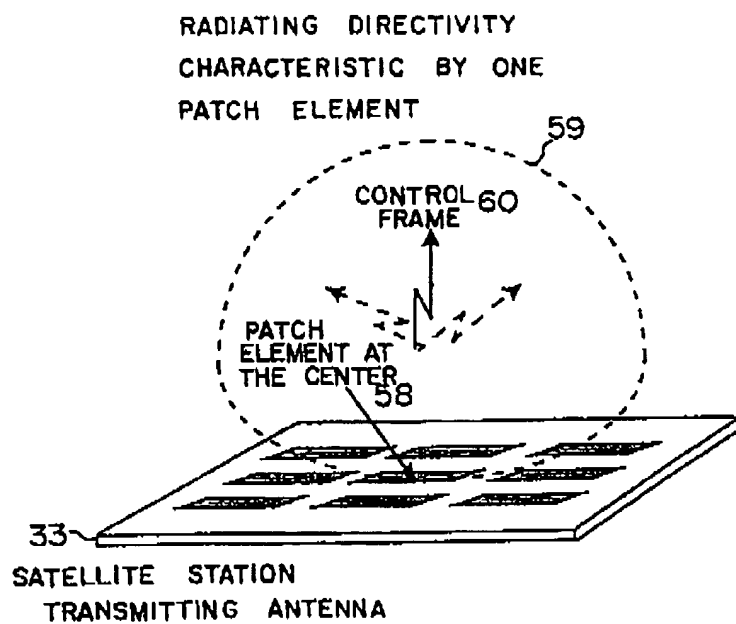 RADIATING DIRECTIVITY
CHARACTERISTIC BY ONE
PATCH ELEMENT
59
CONTROL
FRAME 60
PATCH
ELEMENT AT
THE CENTER
58
33
SATELLITE STATION
TRANSMITTING ANTENNA